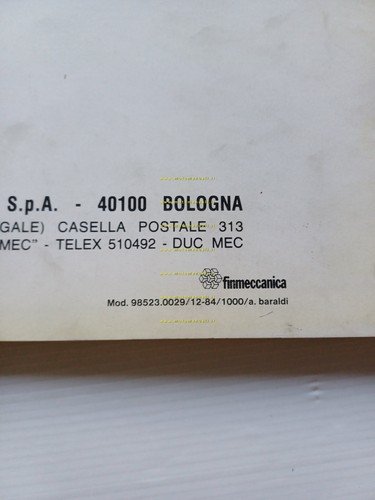 S.p.A. - 40100 BOLOGNA
GALE) CASELLA POSTALE 313
MEC" - TELEX 510492 - DUC MEC
finmeccanica
Mod. 98523.0029/12-84/1000/a. baraldi